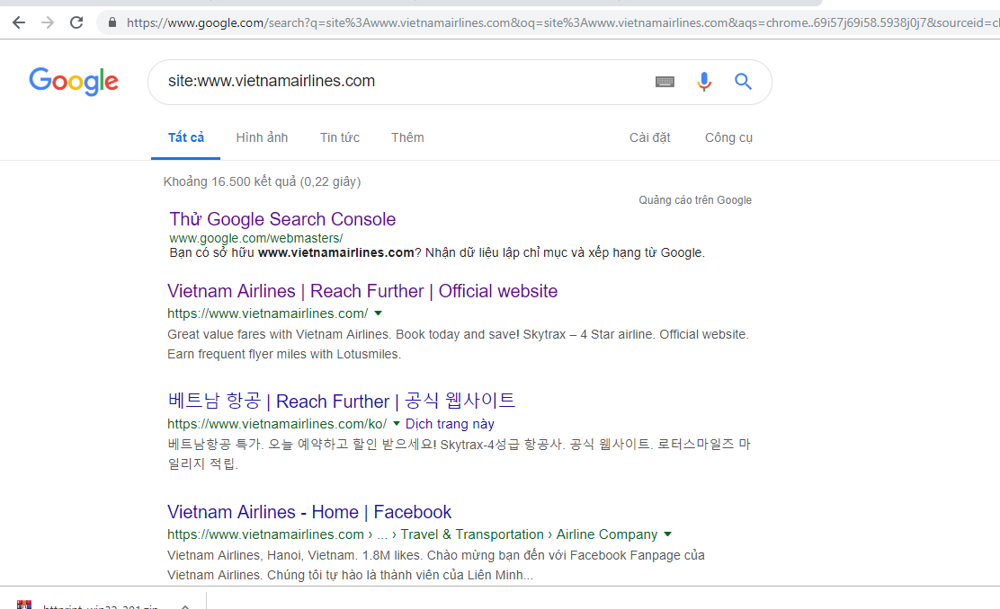 https://www.google.com/search?q=site%3Awww.vietnamairlines.com&oq=site%3Awww.vietnamairlines.com&aqs=chrome..69i57j69i58.5938j0j7&sourceid=c
Google
site:www.vietnamairlines.com
Tất cả Hình ảnh Tin tức Thêm Cài đặt Công cụ
Khoảng 16.500 kết quả (0,22 giây)
Quảng cáo trên Google
Thử Google Search Console
www.google.com/webmasters/
Bạn có sở hữu www.vietnamairlines.com? Nhận dữ liệu lập chỉ mục và xếp hạng từ Google.
Vietnam Airlines | Reach Further | Official website
https://www.vietnamairlines.com/
Great value fares with Vietnam Airlines. Book today and save! Skytrax – 4 Star airline. Official website.
Earn frequent flyer miles with Lotusmiles.
베트남 항공 | Reach Further | 공식 웹사이트
https://www.vietnamairlines.com/ko/ Dịch trang này
베트남항공 특가. 오늘 예약하고 할인 받으세요! Skytrax-4성급 항공사. 공식 웹사이트. 로터스마일즈 마
일리지 적립.
Vietnam Airlines - Home | Facebook
https://www.vietnamairlines.com › ... › Travel & Transportation › Airline Company
Vietnam Airlines, Hanoi, Vietnam. 1.8M likes. Chào mừng bạn đến với Facebook Fanpage của
Vietnam Airlines. Chúng tôi tự hào là thành viên của Liên Minh...